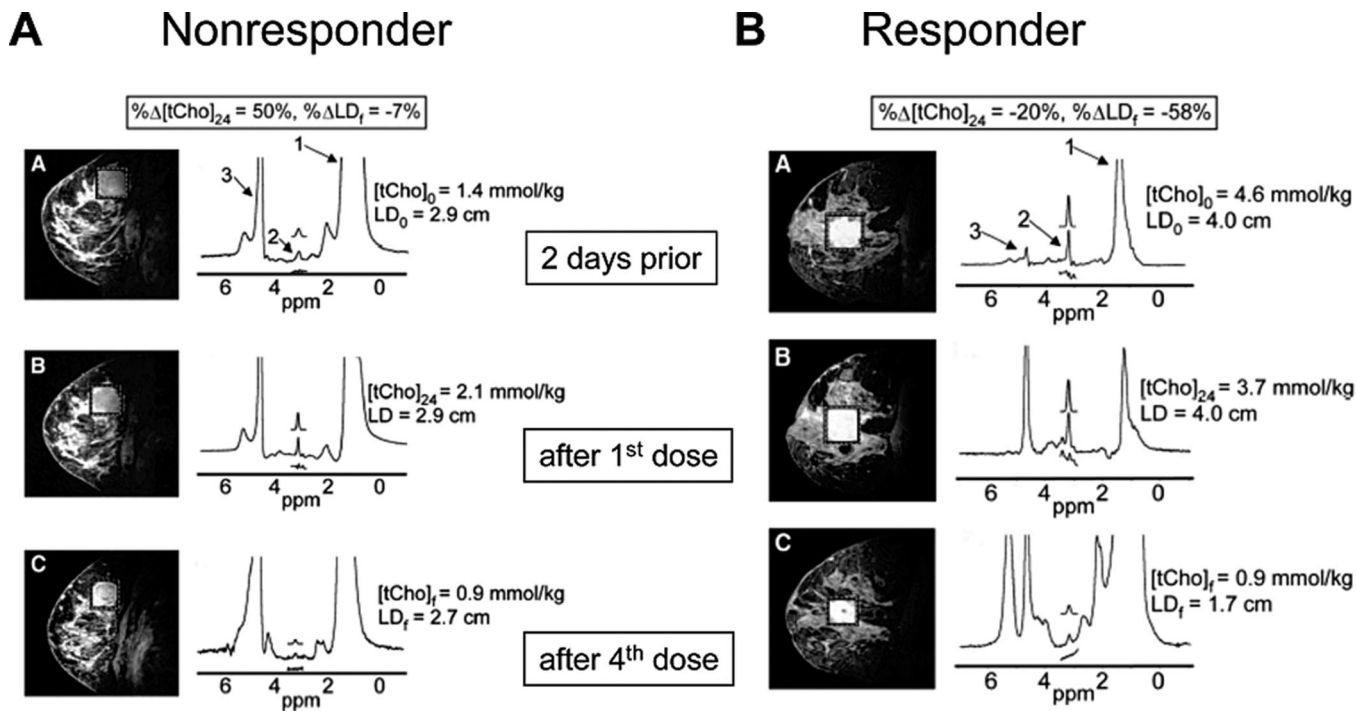 A Nonresponder
%Δ[tCho]24 = 50%, %ΔLDf = -7%
A
1
3
2
[tCho]0 = 1.4 mmol/kg
LD0 = 2.9 cm
6 4 2 0
ppm
B
[tCho]24 = 2.1 mmol/kg
LD = 2.9 cm
6 4 2 0
ppm
C
[tCho]f = 0.9 mmol/kg
LDf = 2.7 cm
6 4 2 0
ppm
2 days prior
after 1st dose
after 4th dose
B Responder
%Δ[tCho]24 = -20%, %ΔLDf = -58%
A
1
3
2
[tCho]0 = 4.6 mmol/kg
LD0 = 4.0 cm
6 4 2 0
ppm
B
[tCho]24 = 3.7 mmol/kg
LD = 4.0 cm
6 4 2 0
ppm
C
[tCho]f = 0.9 mmol/kg
LDf = 1.7 cm
6 4 2 0
ppm